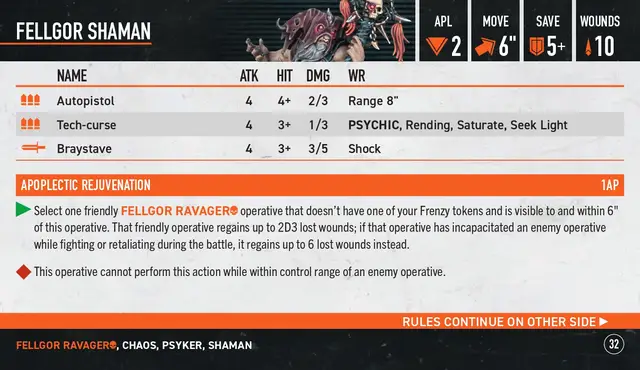 FELLGOR SHAMAN
APL 2
MOVE 6"
SAVE 5+
WOUNDS 10
NAME ATK HIT DMG WR
Autopistol 4 4+ 2/3 Range 8"
Tech-curse 4 3+ 1/3 PSYCHIC, Rending, Saturate, Seek Light
Braystave 4 3+ 3/5 Shock
APOPLECTIC REJUVENATION 1AP
Select one friendly FELLGOR RAVAGER operative that doesn't have one of your Frenzy tokens and is visible to and within 6"
of this operative. That friendly operative regains up to 2D3 lost wounds; if that operative has incapacitated an enemy operative
while fighting or retaliating during the battle, it regains up to 6 lost wounds instead.
This operative cannot perform this action while within control range of an enemy operative.
RULES CONTINUE ON OTHER SIDE
FELLGOR RAVAGER, CHAOS, PSYKER, SHAMAN
32